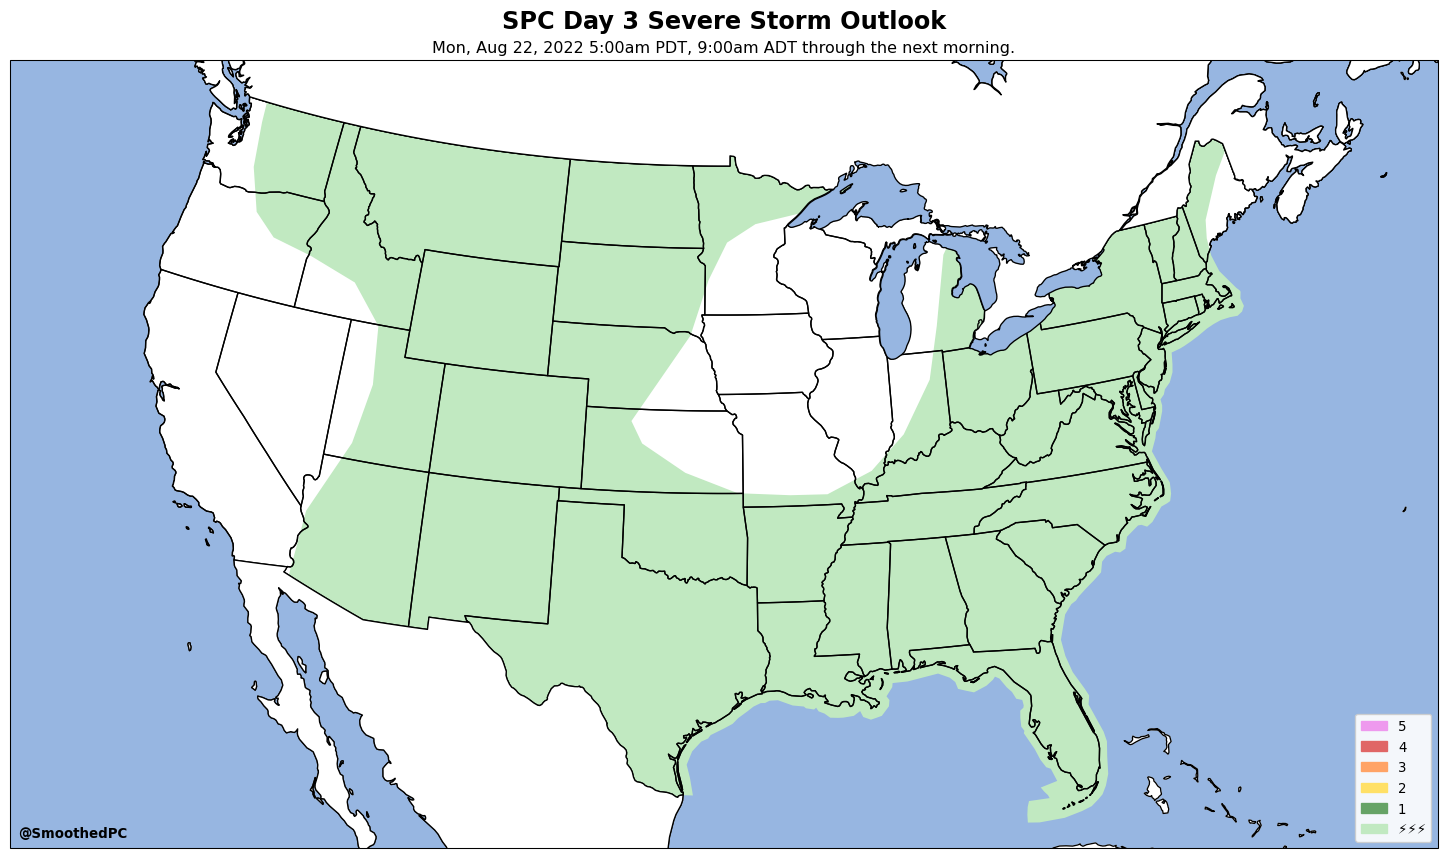 SPC Day 3 Severe Storm Outlook
Mon, Aug 22, 2022 5:00am PDT, 9:00am ADT through the next morning.
5
4
3
2
1
⚡⚡⚡
@SmoothedPC